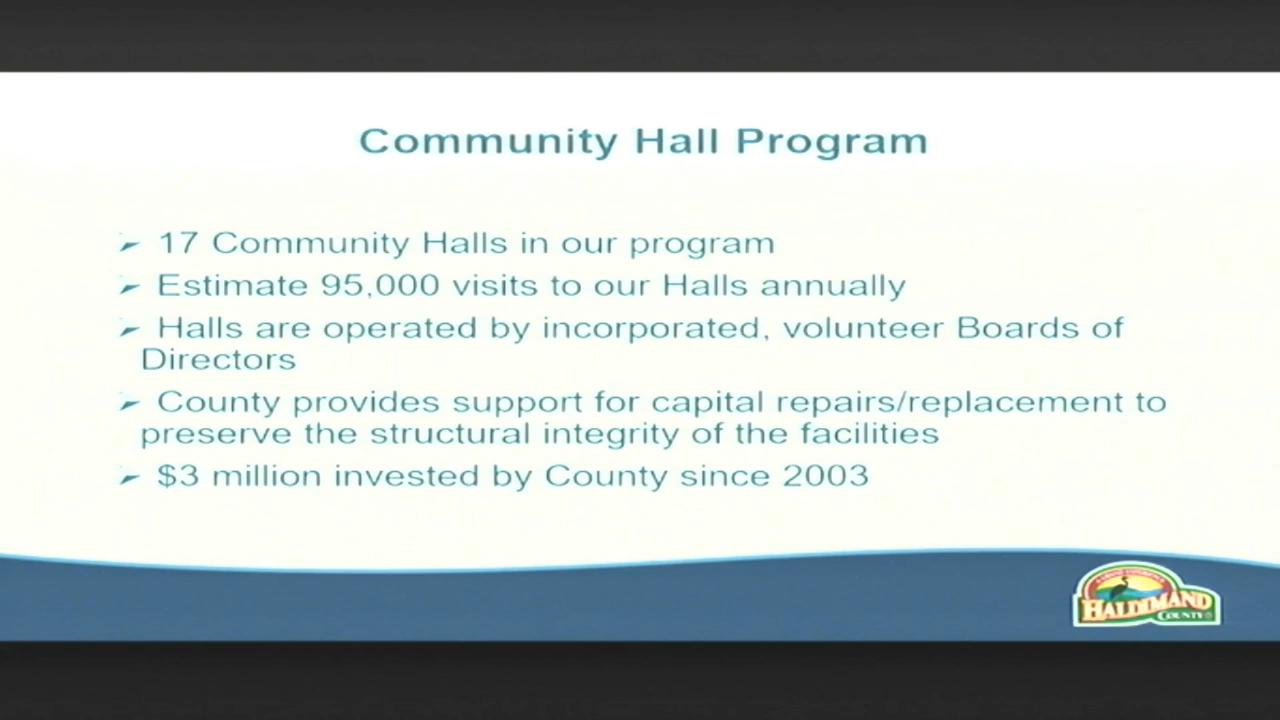 Community Hall Program
➢ 17 Community Halls in our program
➢ Estimate 95,000 visits to our Halls annually
➢ Halls are operated by incorporated, volunteer Boards of
Directors
➢ County provides support for capital repairs/replacement to
preserve the structural integrity of the facilities
➢ $3 million invested by County since 2003
HALDIMAND
COUNTY